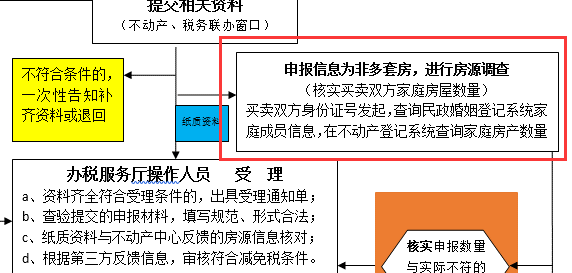 提交相关资料
（不动产、税务联办窗口）
不符合条件的，
一次性告知补
齐资料或退回
纸质资料
申报信息为非多套房，进行房源调查
（核实买卖双方家庭房屋数量）
买卖双方身份证号发起，查询民政婚姻登记系统家
庭成员信息，在不动产登记系统查询家庭房产数量
办税服务厅操作人员 受 理
a、资料齐全符合受理条件的，出具受理通知单；
b、查验提交的申报材料，填写规范、形式合法；
c、纸质资料与不动产中心反馈的房源信息核对；
d、根据第三方反馈信息，审核符合减免税条件。
核实申报数量
与实际不符的